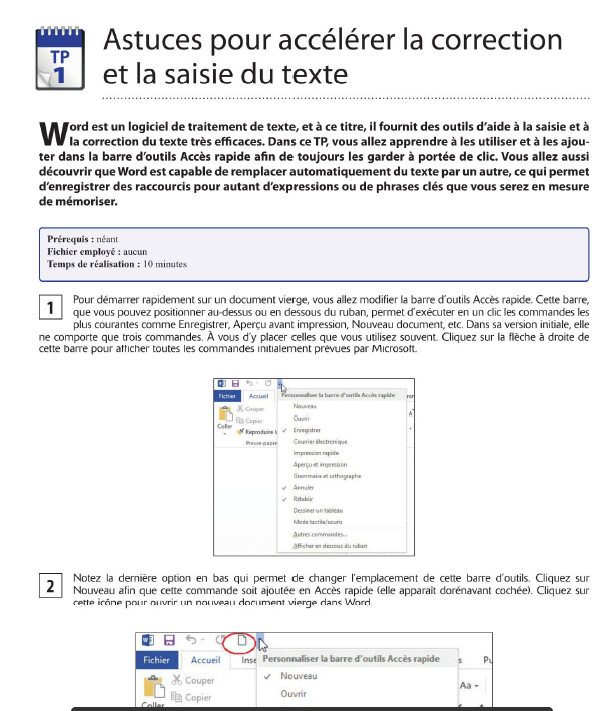 TP
1
Astuces pour accélérer la correction
et la saisie du texte
Word est un logiciel de traitement de texte, et à ce titre, il fournit des outils d'aide à la saisie et à
la correction du texte très efficaces. Dans ce TP, vous allez apprendre à les utiliser et à les ajou-
ter dans la barre d'outils Accès rapide afin de toujours les garder à portée de clic. Vous allez aussi
découvrir que Word est capable de remplacer automatiquement du texte par un autre, ce qui permet
d'enregistrer des raccourcis pour autant d'expressions ou de phrases clés que vous serez en mesure
de mémoriser.
Prérequis : néant
Fichier employé : aucun
Temps de réalisation : 10 minutes
1
Pour démarrer rapidement sur un document vierge, vous allez modifier la barre d'outils Accès rapide. Cette barre,
que vous pouvez positionner au-dessus ou en dessous du ruban, permet d'exécuter en un clic les commandes les
plus courantes comme Enregistrer, Aperçu avant impression, Nouveau document, etc. Dans sa version initiale, elle
ne comporte que trois commandes. À vous d'y placer celles que vous utilisez souvent. Cliquez sur la flèche à droite de
cette barre pour afficher toutes les commandes initialement prévues par Microsoft.
Fichier Accueil Personnaliser la barre d'outils Accès rapide
Couper
Copier
Coller
Reproduire l
Presse-papie
Nouveau
Ouvrir
Enregistrer
Courrier électronique
Impression rapide
Aperçu et impression
Grammaire et orthographe
Annuler
Rétablir
Dessiner un tableau
Mode tactile/souris
Autres commandes...
Afficher en dessous du ruban
2
Notez la dernière option en bas qui permet de changer l'emplacement de cette barre d'outils. Cliquez sur
Nouveau afin que cette commande soit ajoutée en Accès rapide (elle apparaît dorénavant cochée). Cliquez sur
cette icône pour ouvrir un nouveau document vierge dans Word.
Fichier Accueil Inse Personnaliser la barre d'outils Accès rapide s Pu
Couper
Copier
Coller
Nouveau
Ouvrir
Aa